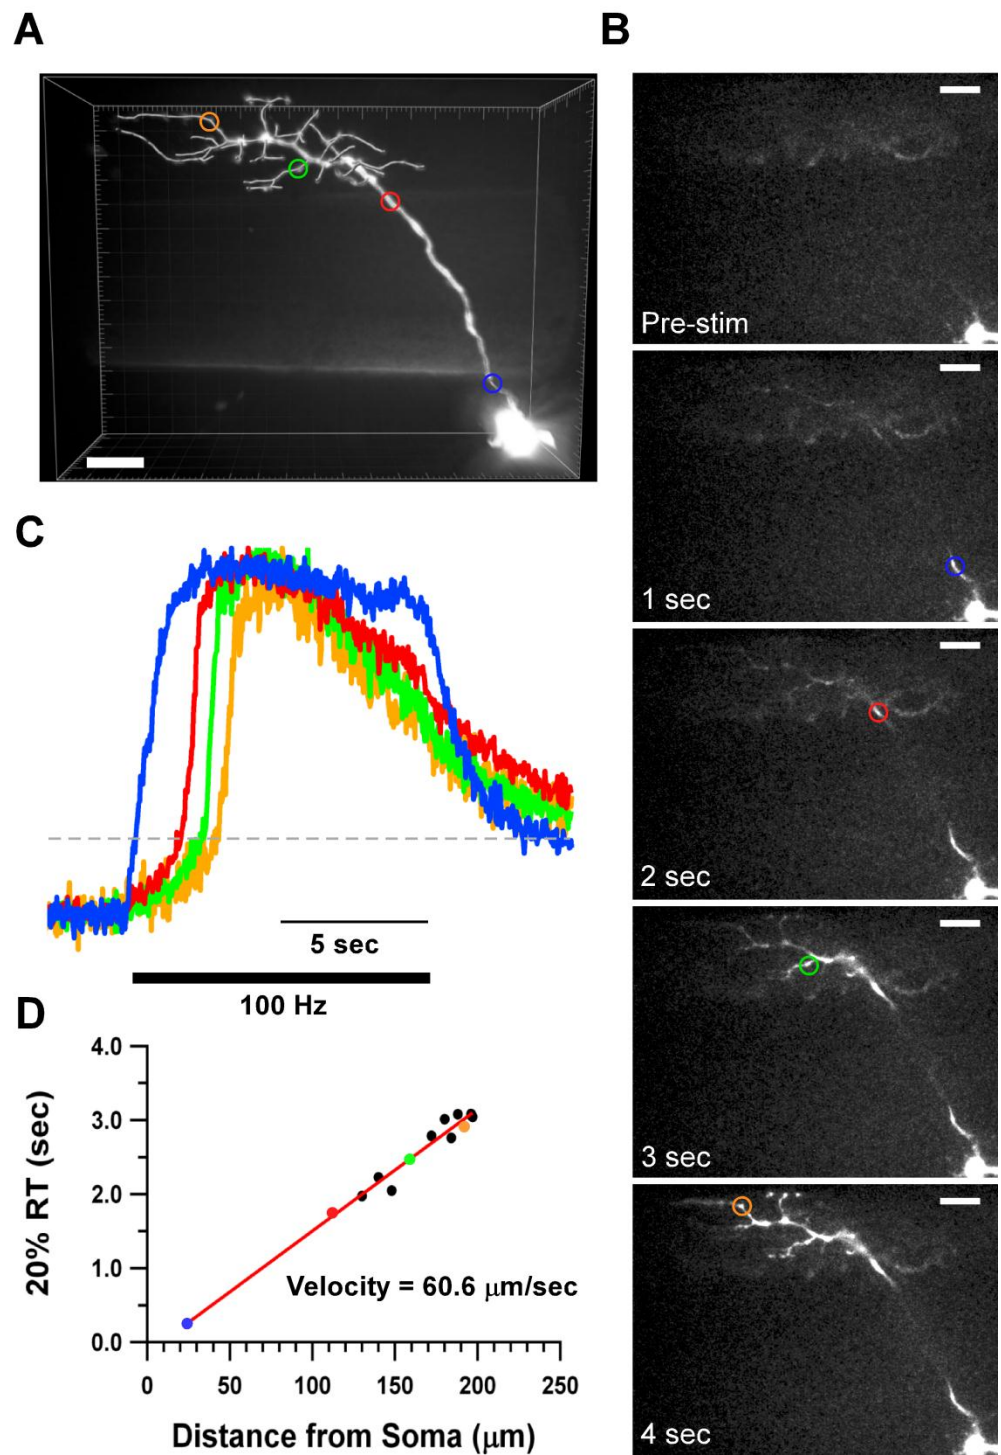 A
B
Pre-stim
1 sec
2 sec
3 sec
4 sec
C
5 sec
100 Hz
D
4.0
3.0
2.0
1.0
0.0
20% RT (sec)
Velocity = 60.6 μm/sec
0 50 100 150 200 250
Distance from Soma (μm)